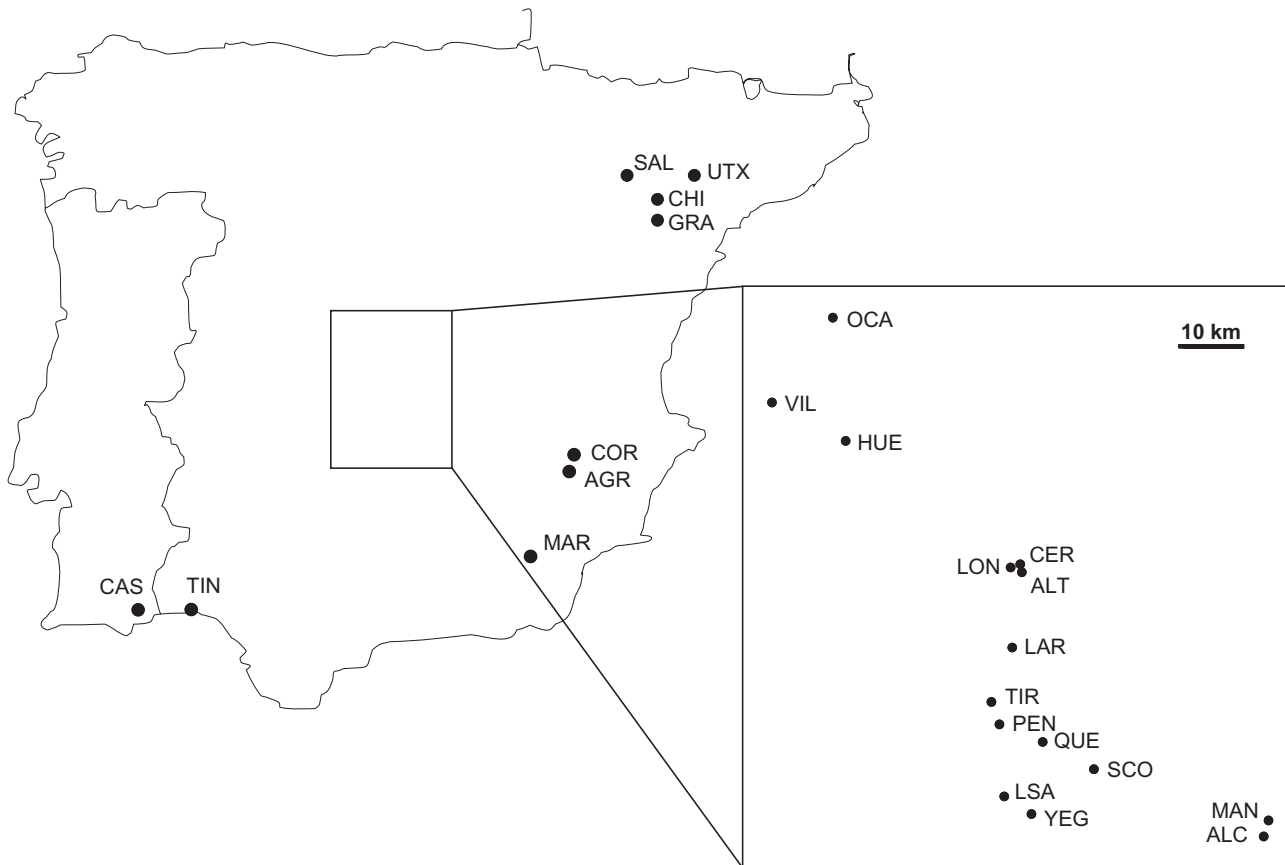 SAL
UTX
CHI
GRA
OCA
10 km
VIL
HUE
COR
AGR
MAR
LON
CER
ALT
CAS
TIN
LAR
TIR
PEN
QUE
SCO
LSA
YEG
MAN
ALC